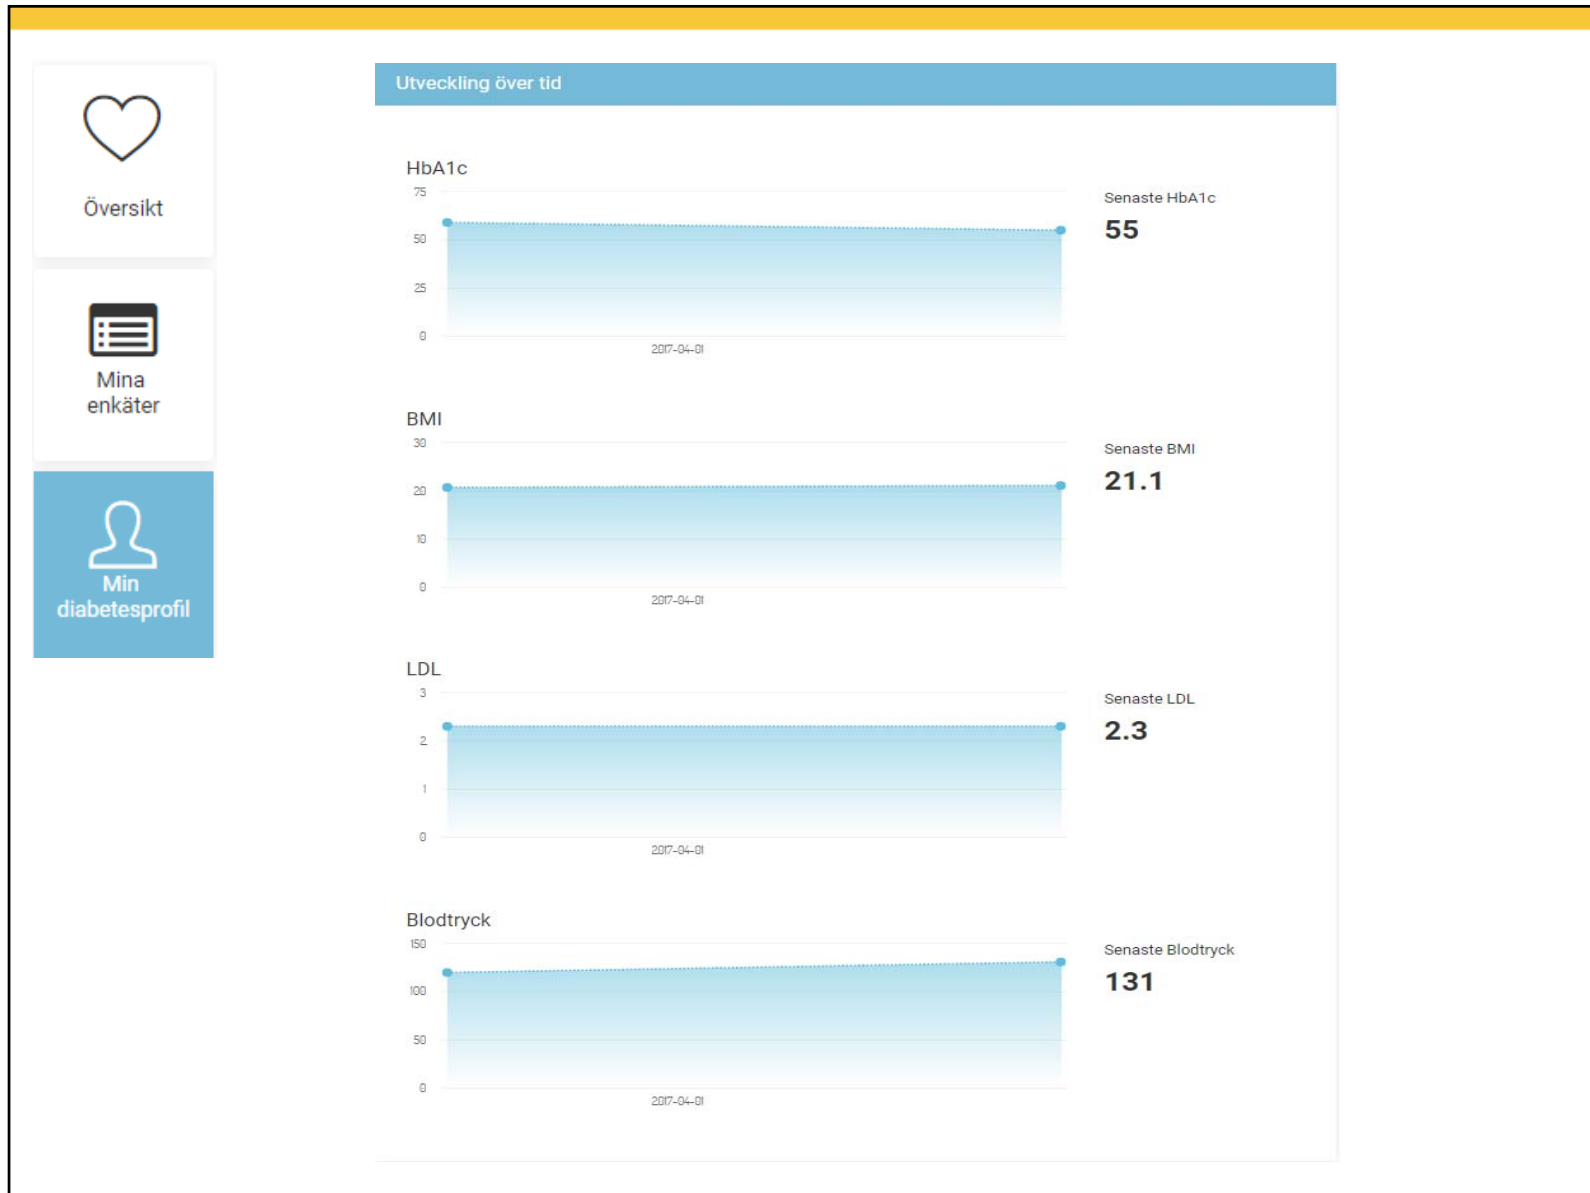 Översikt
Mina
enkäter
Min
diabetesprofil
Utveckling över tid
HbA1c
75
50
25
0
2017-04-01
Senaste HbA1c
55
BMI
30
20
10
0
2017-04-01
Senaste BMI
21.1
LDL
3
2
1
0
2017-04-01
Senaste LDL
2.3
Blodtryck
150
100
50
0
2017-04-01
Senaste Blodtryck
131